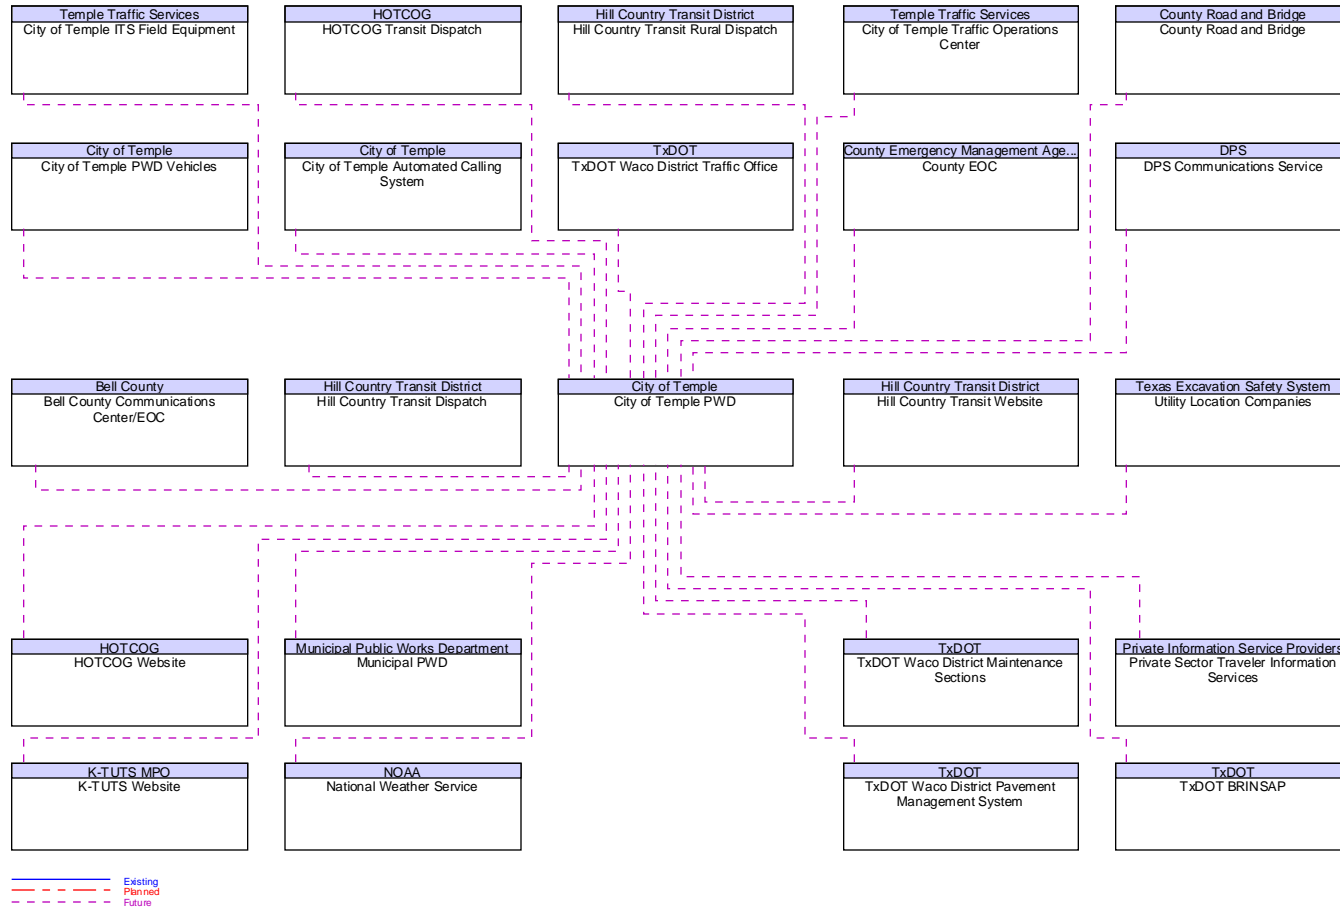 Temple Traffic Services
City of Temple ITS Field Equipment
HOTCOG
HOTCOG Transit Dispatch
Hill Country Transit District
Hill Country Transit Rural Dispatch
Temple Traffic Services
City of Temple Traffic Operations
Center
County Road and Bridge
County Road and Bridge
City of Temple
City of Temple PWD Vehicles
City of Temple
City of Temple Automated Calling
System
TxDOT
TxDOT Waco District Traffic Office
County Emergency Management Age...
County EOC
DPS
DPS Communications Service
Bell County
Bell County Communications
Center/EOC
Hill Country Transit District
Hill Country Transit Dispatch
City of Temple
City of Temple PWD
Hill Country Transit District
Hill Country Transit Website
Texas Excavation Safety System
Utility Location Companies
HOTCOG
HOTCOG Website
Municipal Public Works Department
Municipal PWD
TxDOT
TxDOT Waco District Maintenance
Sections
Private Information Service Providers
Private Sector Traveler Information
Services
K-TUTS MPO
K-TUTS Website
NOAA
National Weather Service
TxDOT
TxDOT Waco District Pavement
Management System
TxDOT
TxDOT BRINSAP
Existing
Planned
Future